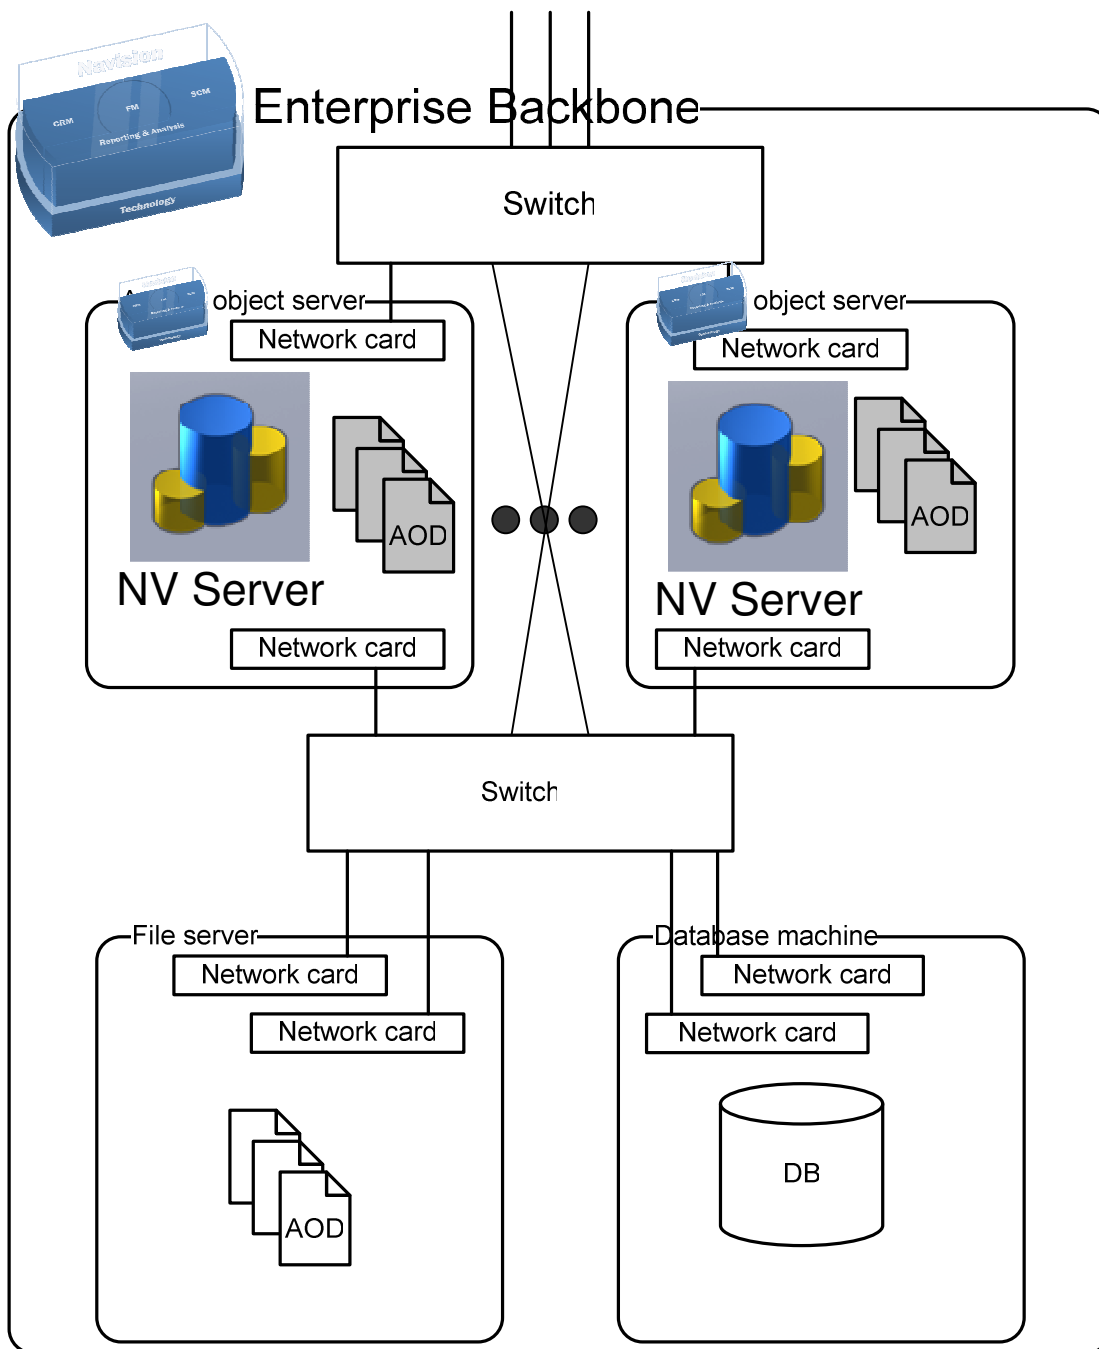 Navision
Enterprise Backbone
CRM
FM
SCM
Reporting & Analysis
Technology
Switch
object server
object server
Network card
Network card
AOD
AOD
NV Server
NV Server
Network card
Network card
Switch
File server
Database machine
Network card
Network card
Network card
Network card
DB
AOD